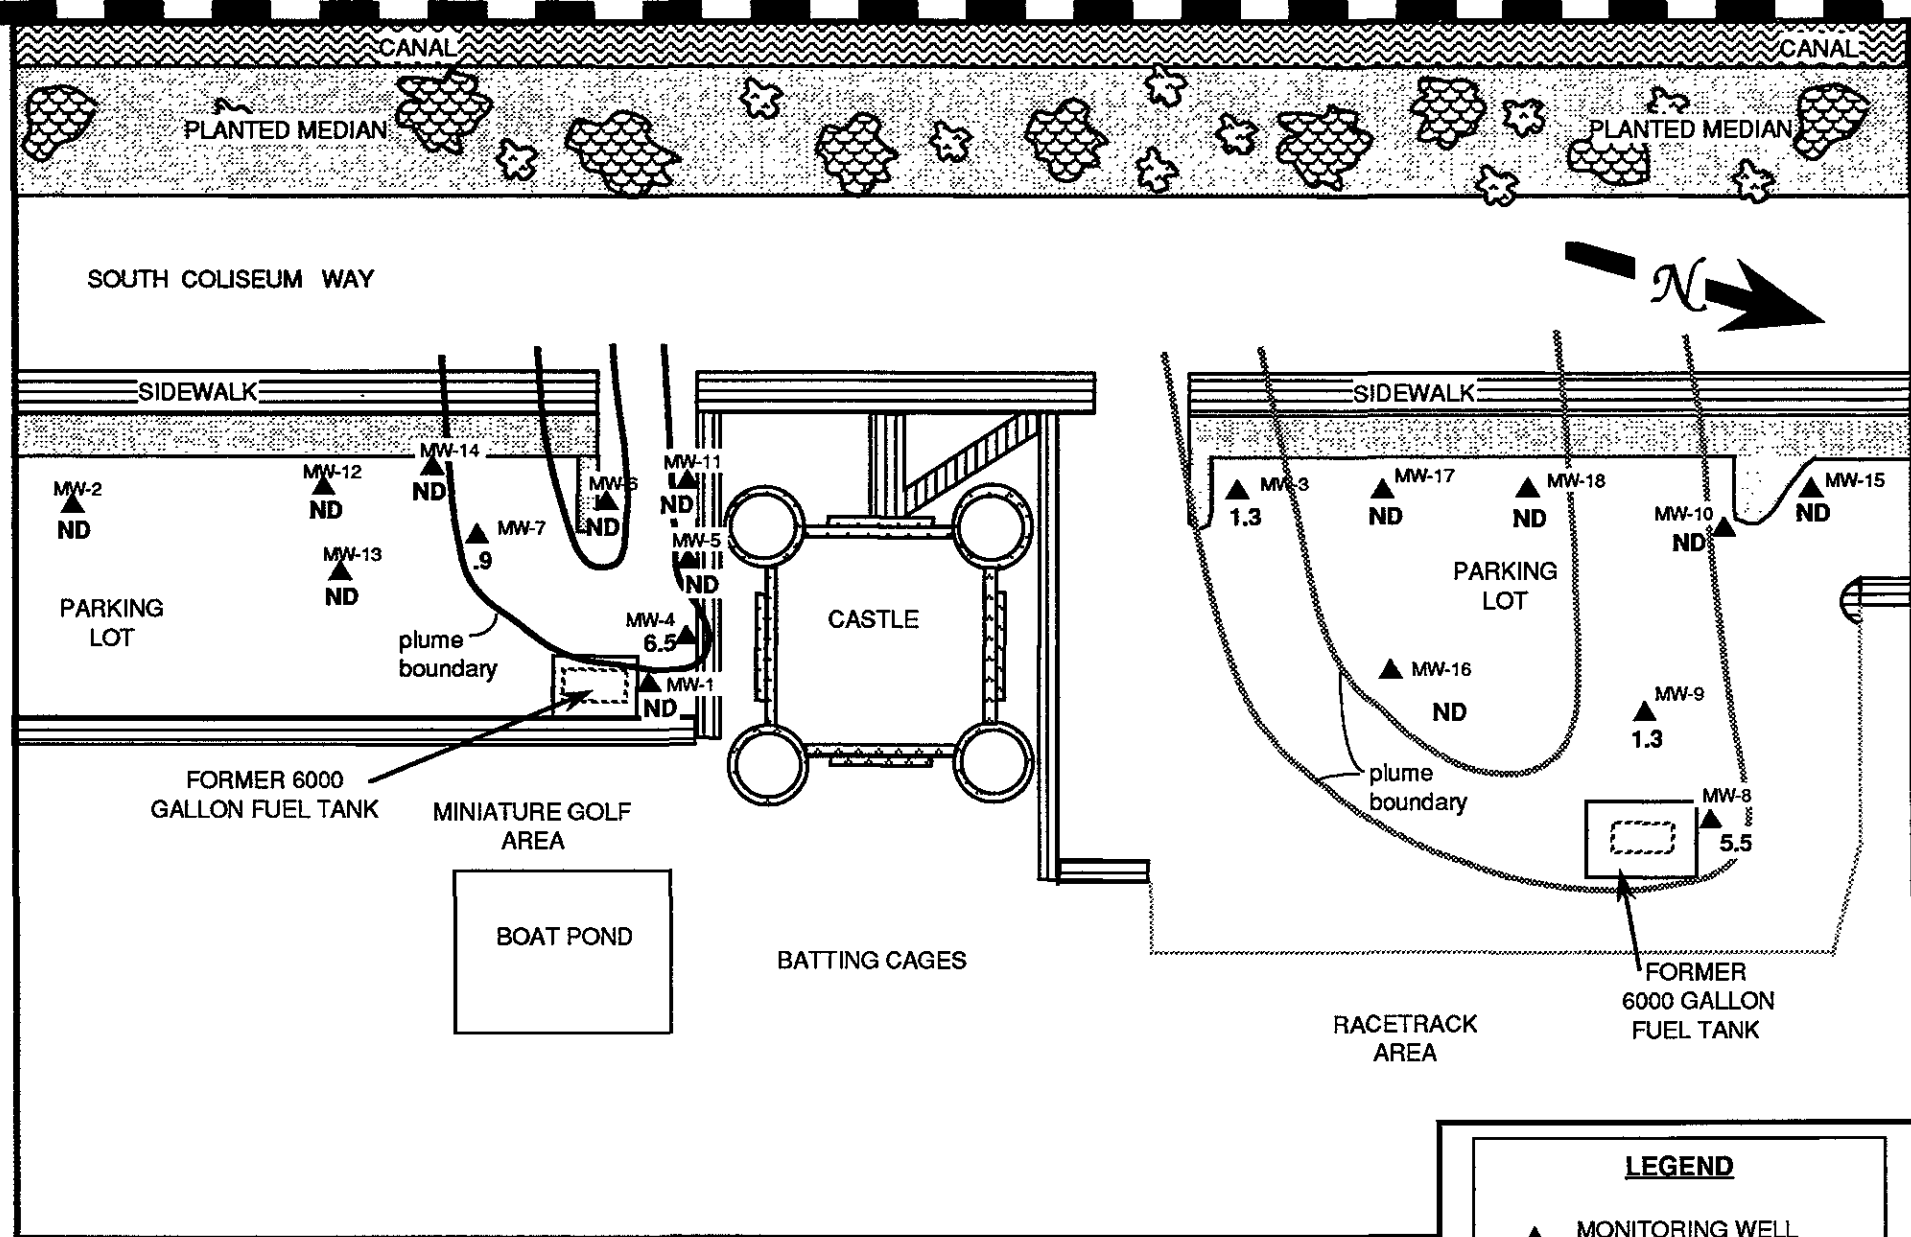 CANAL
CANAL
PLANTED MEDIAN
PLANTED MEDIAN
SOUTH COLISEUM WAY
N
SIDEWALK
SIDEWALK
MW-2
ND
MW-12
ND
MW-14
ND
MW-13
ND
MW-7
.9
MW-6
ND
MW-11
ND
MW-5
ND
MW-4
6.5
MW-1
ND
PARKING
LOT
plume
boundary
CASTLE
MW-3
1.3
MW-17
ND
MW-18
ND
MW-10
ND
MW-15
ND
PARKING
LOT
MW-16
ND
MW-9
1.3
plume
boundary
MW-8
5.5
FORMER 6000
GALLON FUEL TANK
MINIATURE GOLF
AREA
BOAT POND
BATTING CAGES
FORMER
6000 GALLON
FUEL TANK
RACETRACK
AREA
LEGEND
MONITORING WELL